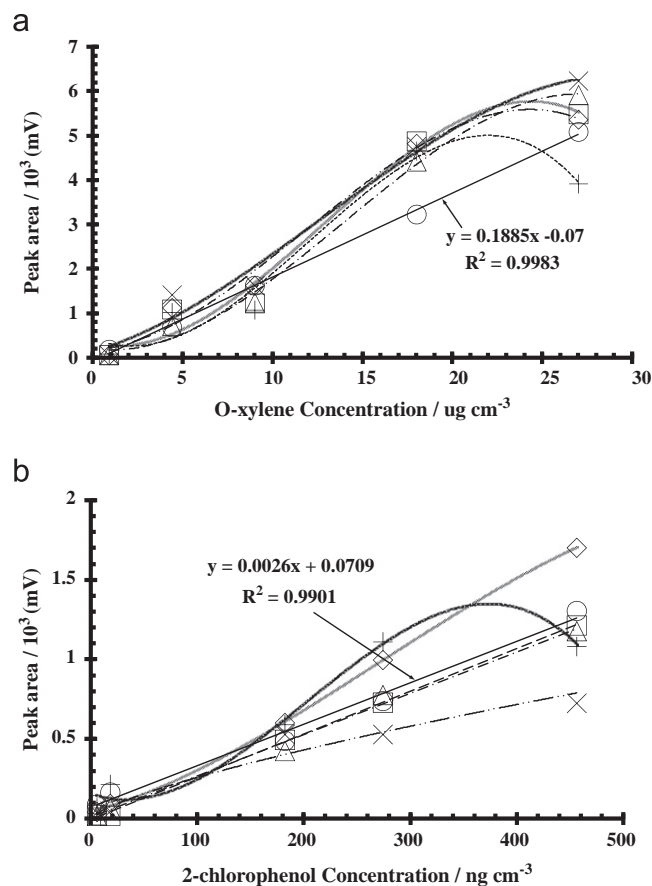 a
7
6
5
4
3
2
1
0
Peak area / 10³ (mV)
y = 0.1885x -0.07
R² = 0.9983
0 5 10 15 20 25 30
O-xylene Concentration / ug cm⁻³
b
2
1.5
1
0.5
0
Peak area / 10³ (mV)
y = 0.0026x + 0.0709
R² = 0.9901
0 100 200 300 400 500
2-chlorophenol Concentration / ng cm⁻³